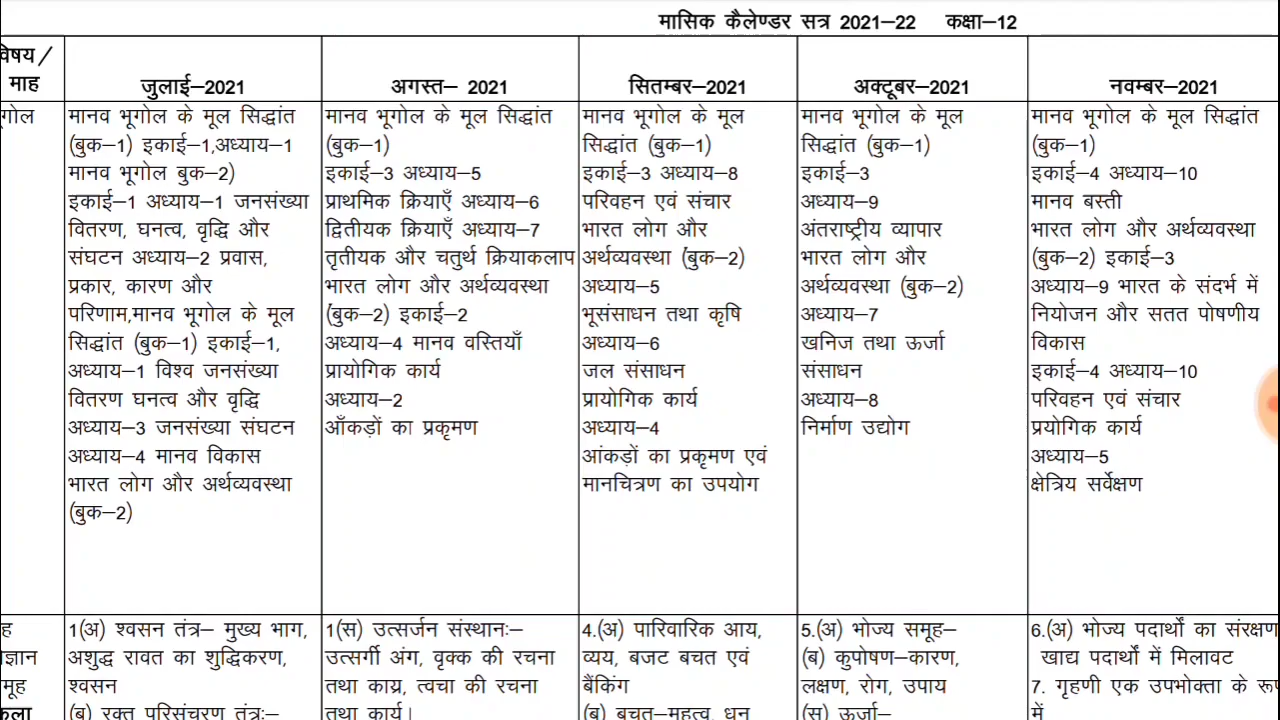 मासिक कैलेण्डर सत्र 2021–22 कक्षा–12
विषय/
माह
जुलाई–2021
अगस्त– 2021
सितम्बर–2021
अक्टूबर–2021
नवम्बर–2021
मानव भूगोल के मूल सिद्धांत
(बुक–1) इकाई–1,अध्याय–1
मानव भूगोल बुक–2)
इकाई–1 अध्याय–1 जनसंख्या
वितरण, घनत्व, वृद्धि और
संघटन अध्याय–2 प्रवास,
प्रकार, कारण और
परिणाम,मानव भूगोल के मूल
सिद्धांत (बुक–1) इकाई–1,
अध्याय–1 विश्व जनसंख्या
वितरण घनत्व और वृद्धि
अध्याय–3 जनसंख्या संघटन
अध्याय–4 मानव विकास
भारत लोग और अर्थव्यवस्था
(बुक–2)
मानव भूगोल के मूल सिद्धांत
(बुक–1)
इकाई–3 अध्याय–5
प्राथमिक क्रियाएँ अध्याय–6
द्वितीयक क्रियाएँ अध्याय–7
तृतीयक और चतुर्थ क्रियाकलाप
भारत लोग और अर्थव्यवस्था
(बुक–2) इकाई–2
अध्याय–4 मानव वस्तियाँ
प्रायोगिक कार्य
अध्याय–2
आँकड़ों का प्रकृमण
मानव भूगोल के मूल
सिद्धांत (बुक–1)
इकाई–3 अध्याय–8
परिवहन एवं संचार
भारत लोग और
अर्थव्यवस्था (बुक–2)
अध्याय–5
भूसंसाधन तथा कृषि
अध्याय–6
जल संसाधन
प्रायोगिक कार्य
अध्याय–4
आंकड़ों का प्रकृमण एवं
मानचित्रण का उपयोग
मानव भूगोल के मूल
सिद्धांत (बुक–1)
इकाई–3
अध्याय–9
अंतराष्ट्रीय व्यापार
भारत लोग और
अर्थव्यवस्था (बुक–2)
अध्याय–7
खनिज तथा ऊर्जा
संसाधन
अध्याय–8
निर्माण उद्योग
मानव भूगोल के मूल सिद्धांत
(बुक–1)
इकाई–4 अध्याय–10
मानव बस्ती
भारत लोग और अर्थव्यवस्था
(बुक–2) इकाई–3
अध्याय–9 भारत के संदर्भ में
नियोजन और सतत पोषणीय
विकास
इकाई–4 अध्याय–10
परिवहन एवं संचार
प्रयोगिक कार्य
अध्याय–5
क्षेत्रिय सर्वेक्षण
1(अ) श्वसन तंत्र– मुख्य भाग,
अशुद्ध रावत का शुद्धिकरण,
श्वसन
(ब) रक्त परिसंचरण तंत्रः–
1(स) उत्सर्जन संस्थानः–
उत्सर्गी अंग, वृक्क की रचना
तथा काय्र, त्वचा की रचना
तथा कार्य।
4.(अ) पारिवारिक आय,
व्यय, बजट बचत एवं
बैंकिंग
(ब) बचत–महत्व, धन
5.(अ) भोज्य समूह–
(ब) कुपोषण–कारण,
लक्षण, रोग, उपाय
(स) ऊर्जा–
6.(अ) भोज्य पदार्थों का संरक्षण
खाद्य पदार्थों में मिलावट
7. गृहणी एक उपभोक्ता के रूप
में